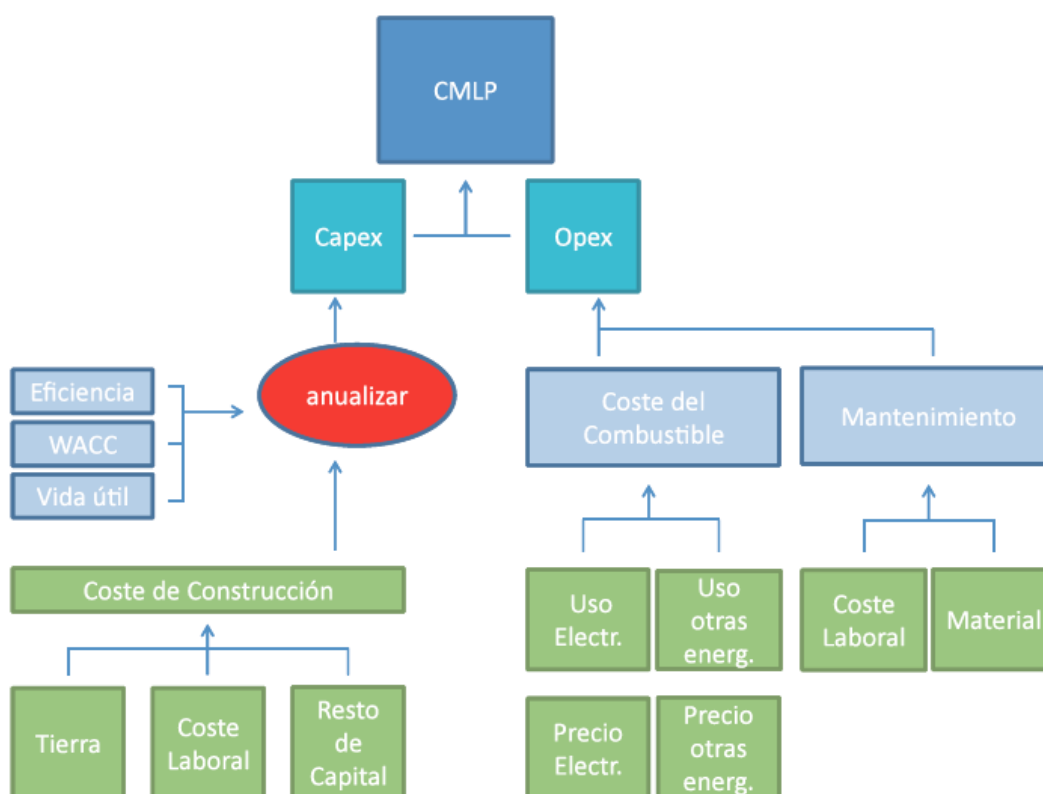 CMLP
Capex
Opex
anualizar
Eficiencia
WACC
Vida útil
Coste del
Combustible
Mantenimiento
Coste de Construcción
Tierra
Coste
Laboral
Resto
de
Capital
Uso
Electr.
Uso
otras
energ.
Coste
Laboral
Material
Precio
Electr.
Precio
otras
energ.